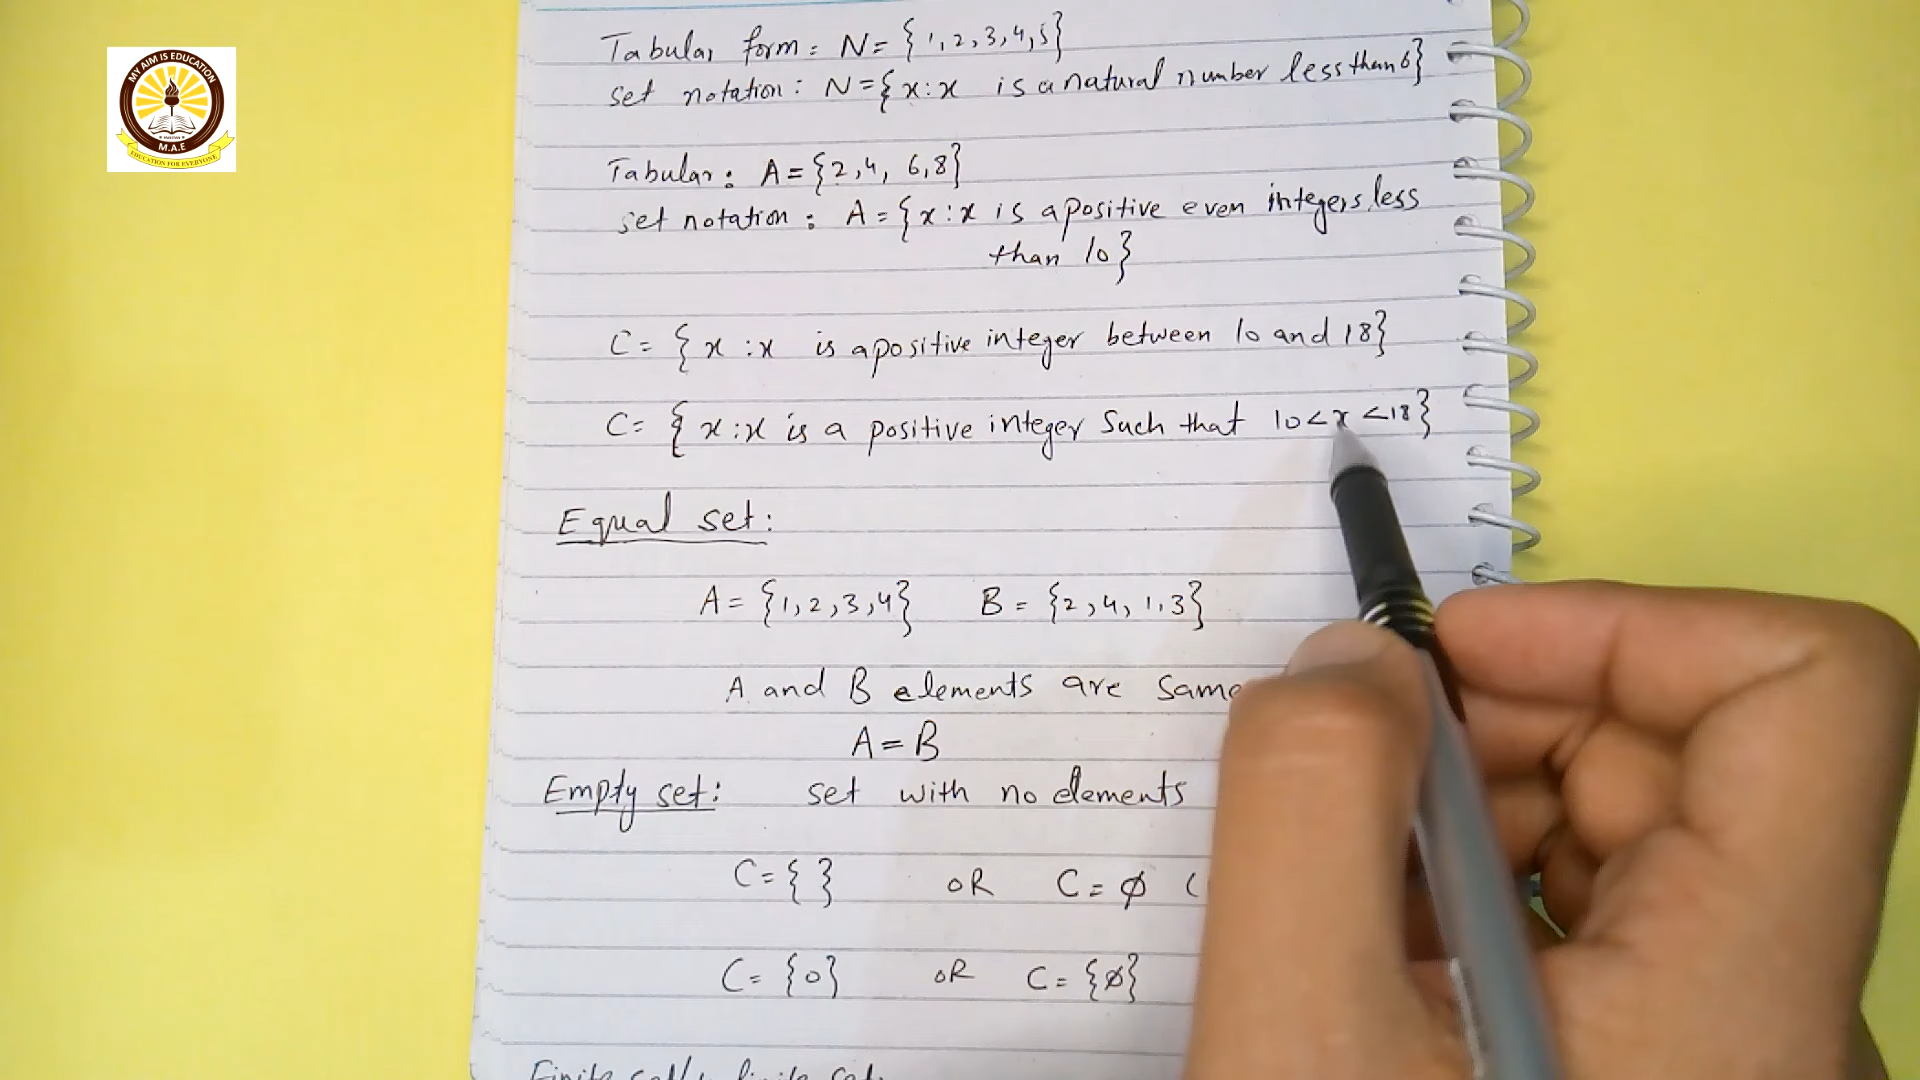 MY AIM IS EDUCATION
PAKISTAN
M.A.E
EDUCATION FOR EVERYONE
Tabular form: N= {1,2,3,4,5}
set notation: N={x:x is a natural number less than 6}
Tabular: A={2,4, 6,8}
set notation: A={x:x is a positive even integers less
than 10}
C= {x :x is a positive integer between 10 and 18}
C= {x:x is a positive integer Such that 10<x<18}
Equal set:
A= {1,2,3,4} B= {2,4,1,3}
A and B elements are same
A=B
Empty set: set with no elements
C={ } OR C= ϕ (
C= {0} OR C= {ϕ}